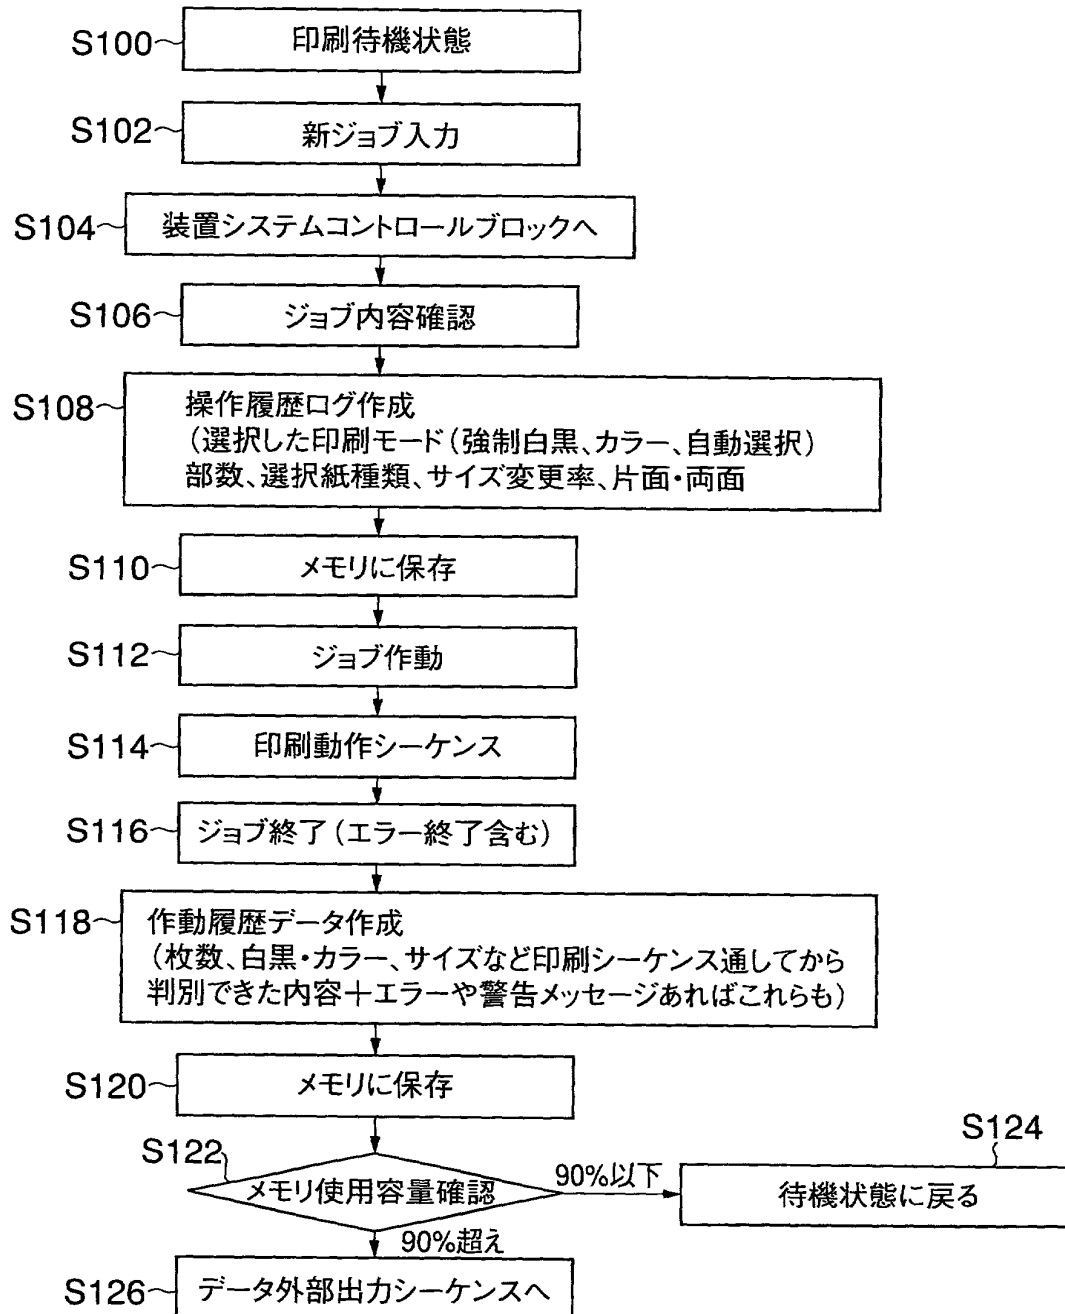 S100
印刷待機状態
S102
新ジョブ入力
S104
装置システムコントロールブロックへ
S106
ジョブ内容確認
S108
操作履歴ログ作成
(選択した印刷モード(強制白黒、カラー、自動選択)
部数、選択紙種類、サイズ変更率、片面・両面
S110
メモリに保存
S112
ジョブ作動
S114
印刷動作シーケンス
S116
ジョブ終了(エラー終了含む)
S118
作動履歴データ作成
(枚数、白黒・カラー、サイズなど印刷シーケンス通してから
判別できた内容+エラーや警告メッセージあればこれらも)
S120
メモリに保存
S122
メモリ使用容量確認
90%以下
S124
待機状態に戻る
90%超え
S126
データ外部出力シーケンスへ